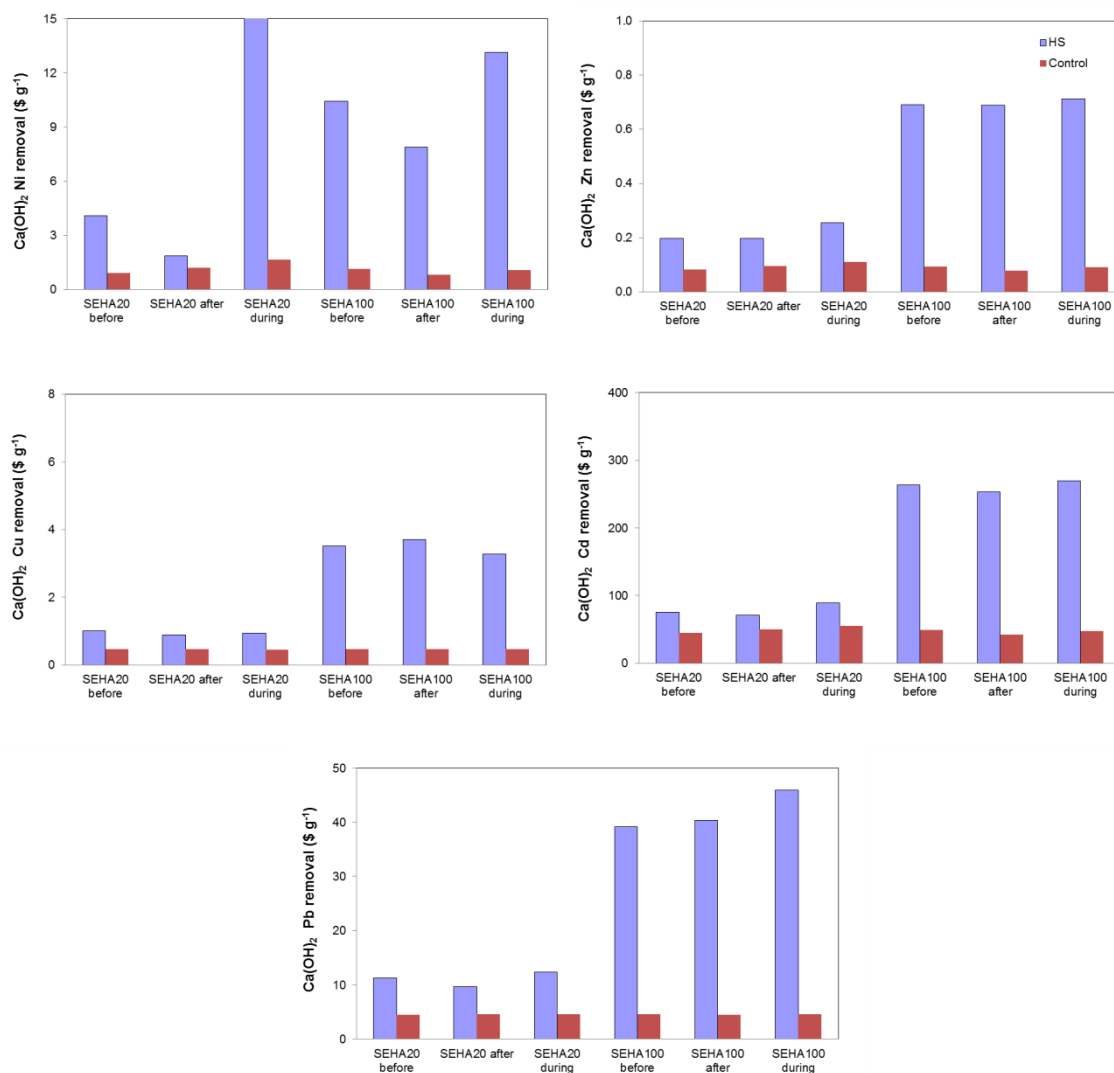 Ca(OH)₂ Ni removal ($ g⁻¹)
15
12
9
6
3
0
SEHA20 before
SEHA20 after
SEHA20 during
SEHA100 before
SEHA100 after
SEHA100 during
Ca(OH)₂ Zn removal ($ g⁻¹)
1.0
0.8
0.6
0.4
0.2
0.0
HS
Control
SEHA20 before
SEHA20 after
SEHA20 during
SEHA100 before
SEHA100 after
SEHA100 during
Ca(OH)₂ Cu removal ($ g⁻¹)
8
6
4
2
0
SEHA20 before
SEHA20 after
SEHA20 during
SEHA100 before
SEHA100 after
SEHA100 during
Ca(OH)₂ Cd removal ($ g⁻¹)
400
300
200
100
0
SEHA20 before
SEHA20 after
SEHA20 during
SEHA100 before
SEHA100 after
SEHA100 during
Ca(OH)₂ Pb removal ($ g⁻¹)
50
40
30
20
10
0
SEHA20 before
SEHA20 after
SEHA20 during
SEHA100 before
SEHA100 after
SEHA100 during